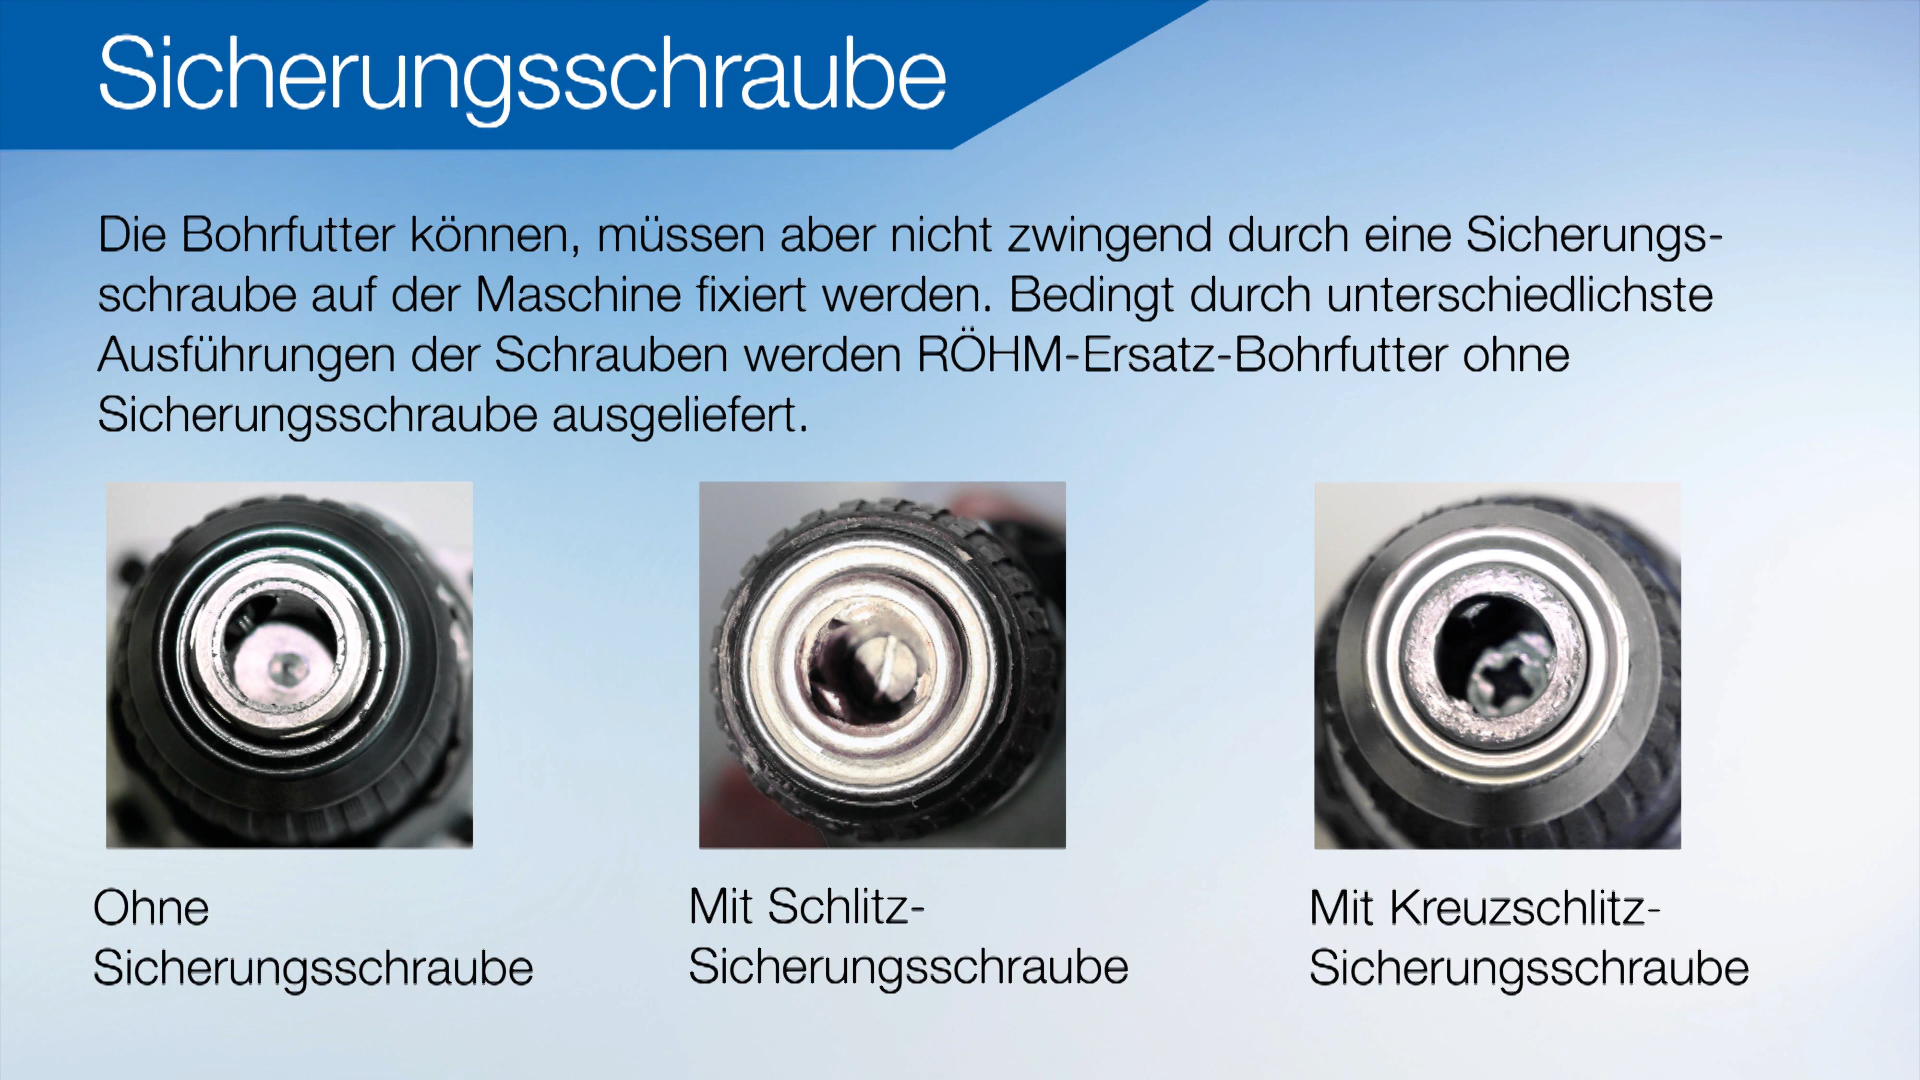 Sicherungsschraube
Die Bohrfutter können, müssen aber nicht zwingend durch eine Sicherungs-
schraube auf der Maschine fixiert werden. Bedingt durch unterschiedlichste
Ausführungen der Schrauben werden RÖHM-Ersatz-Bohrfutter ohne
Sicherungsschraube ausgeliefert.
Ohne
Sicherungsschraube
Mit Schlitz-
Sicherungsschraube
Mit Kreuzschlitz-
Sicherungsschraube